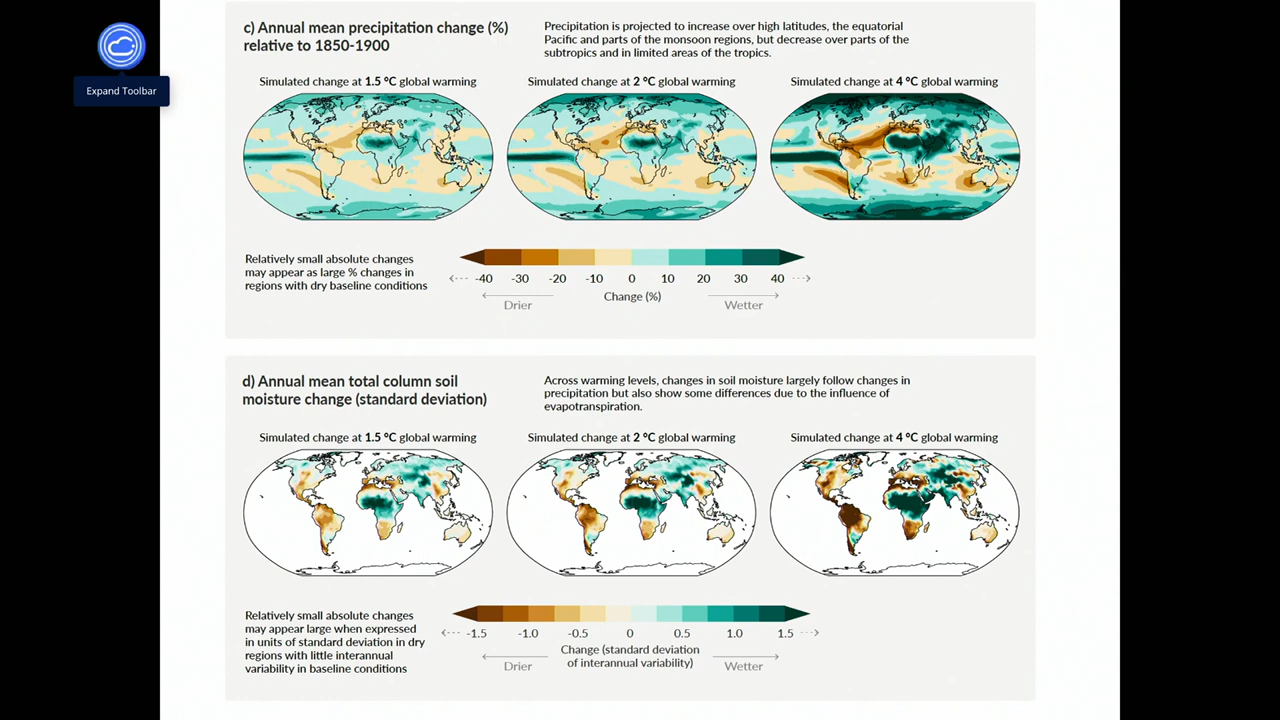 Expand Toolbar
c) Annual mean precipitation change (%)
relative to 1850-1900
Precipitation is projected to increase over high latitudes, the equatorial
Pacific and parts of the monsoon regions, but decrease over parts of the
subtropics and in limited areas of the tropics.
Simulated change at 1.5 °C global warming
Simulated change at 2 °C global warming
Simulated change at 4 °C global warming
Relatively small absolute changes
may appear as large % changes in
regions with dry baseline conditions
-40 -30 -20 -10 0 10 20 30 40
Change (%)
Drier
Wetter
d) Annual mean total column soil
moisture change (standard deviation)
Across warming levels, changes in soil moisture largely follow changes in
precipitation but also show some differences due to the influence of
evapotranspiration.
Simulated change at 1.5 °C global warming
Simulated change at 2 °C global warming
Simulated change at 4 °C global warming
Relatively small absolute changes
may appear large when expressed
in units of standard deviation in dry
regions with little interannual
variability in baseline conditions
-1.5 -1.0 -0.5 0 0.5 1.0 1.5
Change (standard deviation
of interannual variability)
Drier
Wetter